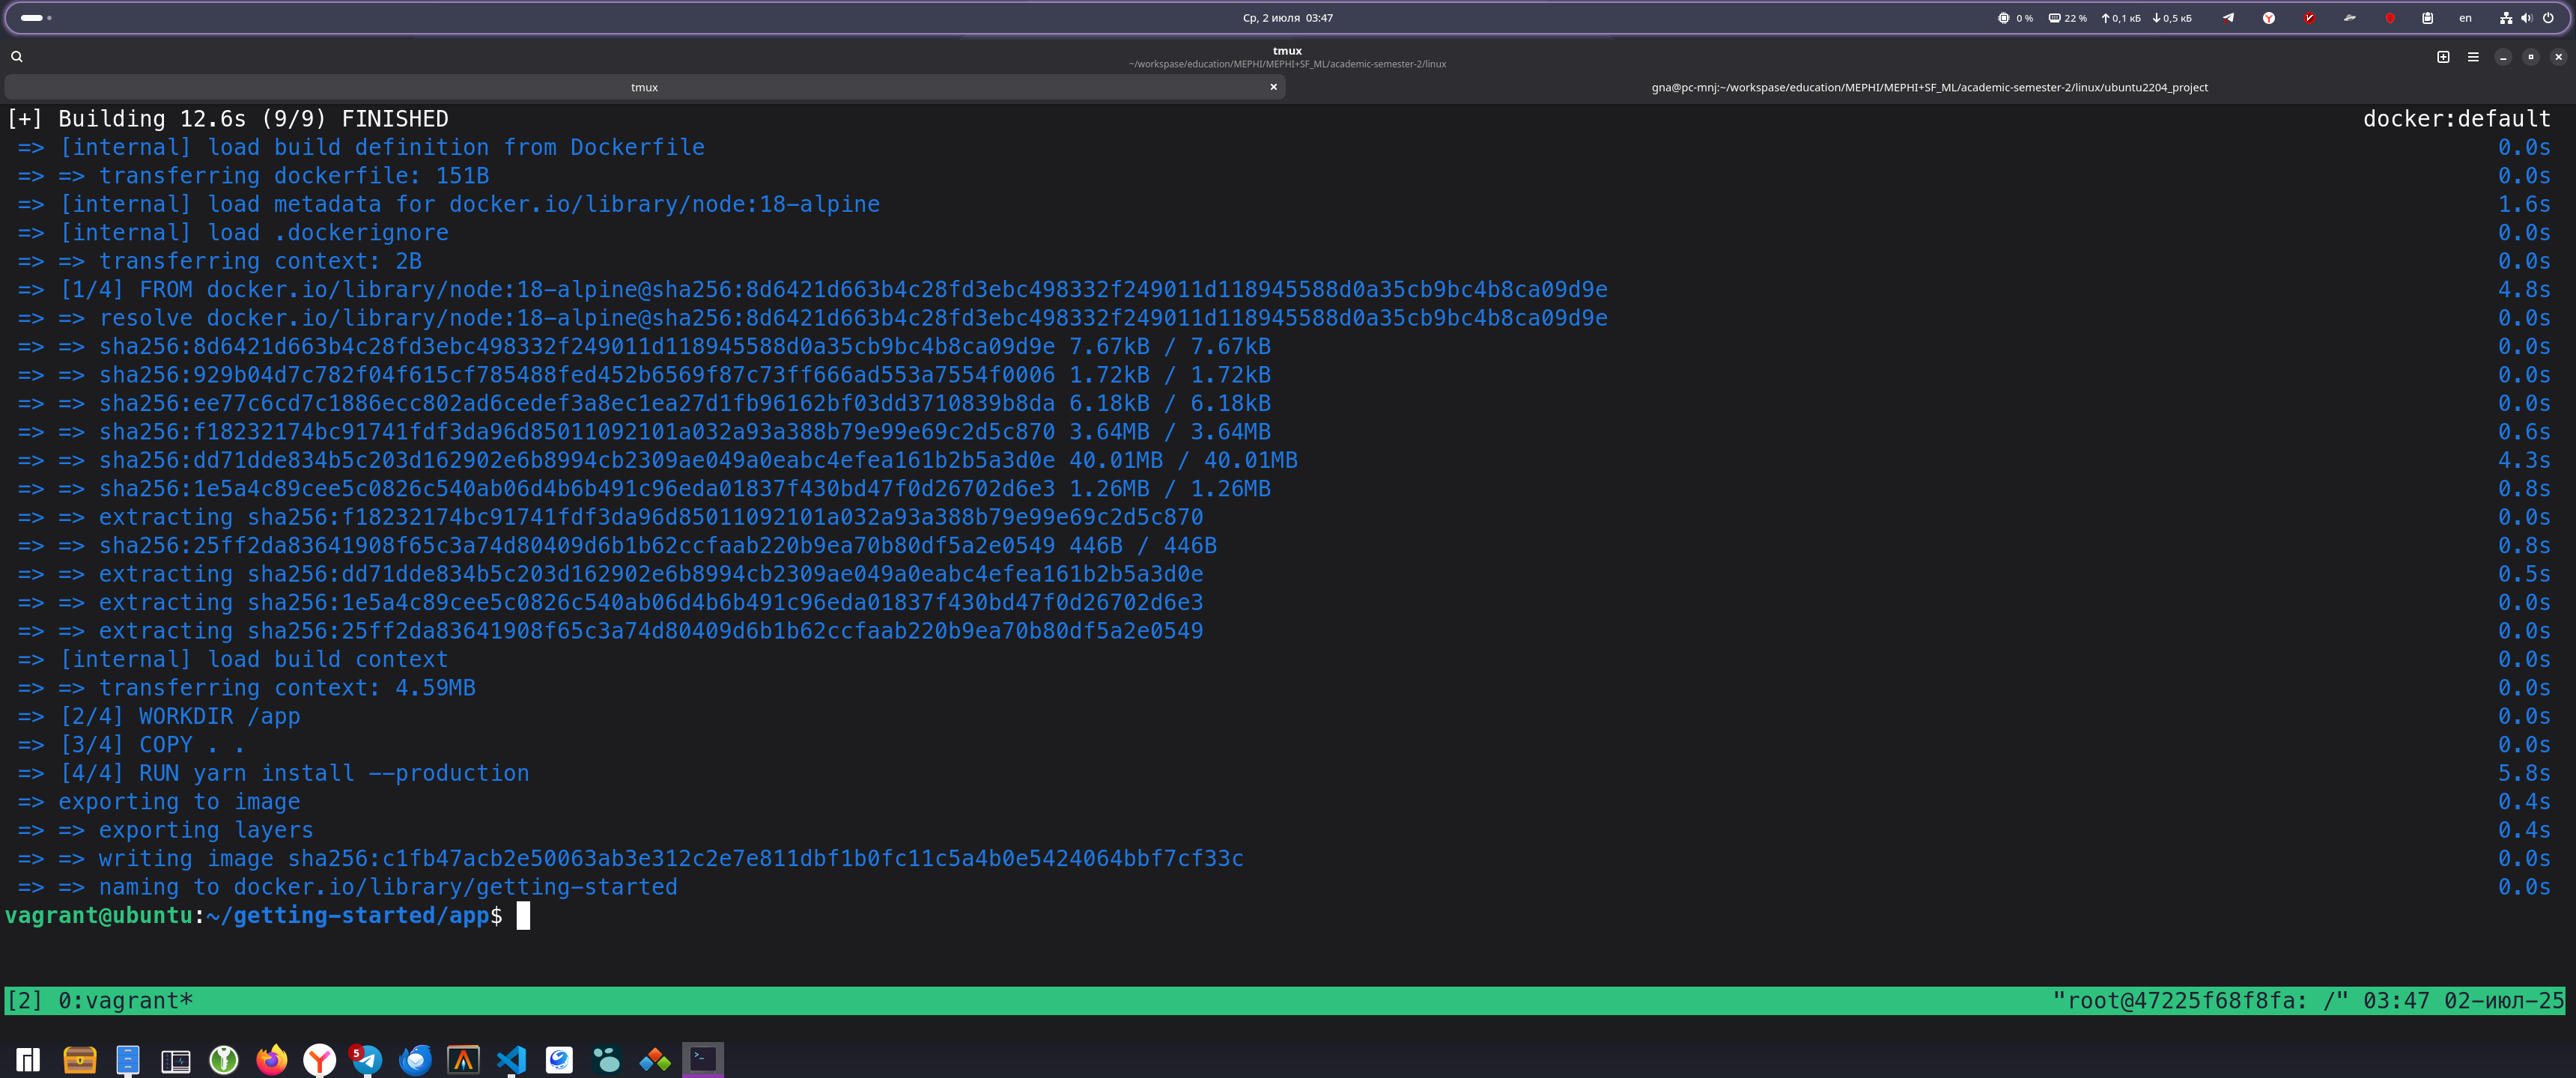 Ср, 2 июля 03:47
0 %
22 %
0,1 кБ
0,5 кБ
en
tmux
~/workspase/education/MEPHI/MEPHI+SF_ML/academic-semester-2/linux
tmux
gna@pc-mnj:~/workspase/education/MEPHI/MEPHI+SF_ML/academic-semester-2/linux/ubuntu2204_project
[+] Building 12.6s (9/9) FINISHED docker:default
=> [internal] load build definition from Dockerfile 0.0s
=> => transferring dockerfile: 151B 0.0s
=> [internal] load metadata for docker.io/library/node:18-alpine 1.6s
=> [internal] load .dockerignore 0.0s
=> => transferring context: 2B 0.0s
=> [1/4] FROM docker.io/library/node:18-alpine@sha256:8d6421d663b4c28fd3ebc498332f249011d118945588d0a35cb9bc4b8ca09d9e 4.8s
=> => resolve docker.io/library/node:18-alpine@sha256:8d6421d663b4c28fd3ebc498332f249011d118945588d0a35cb9bc4b8ca09d9e 0.0s
=> => sha256:8d6421d663b4c28fd3ebc498332f249011d118945588d0a35cb9bc4b8ca09d9e 7.67kB / 7.67kB 0.0s
=> => sha256:929b04d7c782f04f615cf785488fed452b6569f87c73ff666ad553a7554f0006 1.72kB / 1.72kB 0.0s
=> => sha256:ee77c6cd7c1886ecc802ad6cedef3a8ec1ea27d1fb96162bf03dd3710839b8da 6.18kB / 6.18kB 0.0s
=> => sha256:f18232174bc91741fdf3da96d85011092101a032a93a388b79e99e69c2d5c870 3.64MB / 3.64MB 0.6s
=> => sha256:dd71dde834b5c203d162902e6b8994cb2309ae049a0eabc4efea161b2b5a3d0e 40.01MB / 40.01MB 4.3s
=> => sha256:1e5a4c89cee5c0826c540ab06d4b6b491c96eda01837f430bd47f0d26702d6e3 1.26MB / 1.26MB 0.8s
=> => extracting sha256:f18232174bc91741fdf3da96d85011092101a032a93a388b79e99e69c2d5c870 0.0s
=> => sha256:25ff2da83641908f65c3a74d80409d6b1b62ccfaab220b9ea70b80df5a2e0549 446B / 446B 0.8s
=> => extracting sha256:dd71dde834b5c203d162902e6b8994cb2309ae049a0eabc4efea161b2b5a3d0e 0.5s
=> => extracting sha256:1e5a4c89cee5c0826c540ab06d4b6b491c96eda01837f430bd47f0d26702d6e3 0.0s
=> => extracting sha256:25ff2da83641908f65c3a74d80409d6b1b62ccfaab220b9ea70b80df5a2e0549 0.0s
=> [internal] load build context 0.0s
=> => transferring context: 4.59MB 0.0s
=> [2/4] WORKDIR /app 0.0s
=> [3/4] COPY . . 0.0s
=> [4/4] RUN yarn install --production 5.8s
=> exporting to image 0.4s
=> => exporting layers 0.4s
=> => writing image sha256:c1fb47acb2e50063ab3e312c2e7e811dbf1b0fc11c5a4b0e5424064bbf7cf33c 0.0s
=> => naming to docker.io/library/getting-started 0.0s
vagrant@ubuntu:~/getting-started/app$
[2] 0:vagrant* "root@47225f68f8fa: /" 03:47 02-июл-25
5